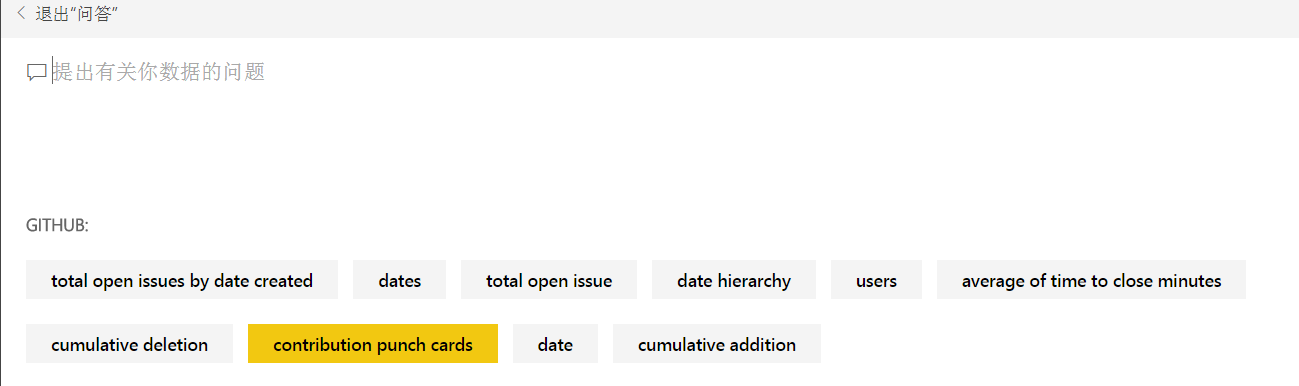 退出“问答”
提出有关你数据的问题
GITHUB:
total open issues by date created dates total open issue date hierarchy users average of time to close minutes
cumulative deletion contribution punch cards date cumulative addition